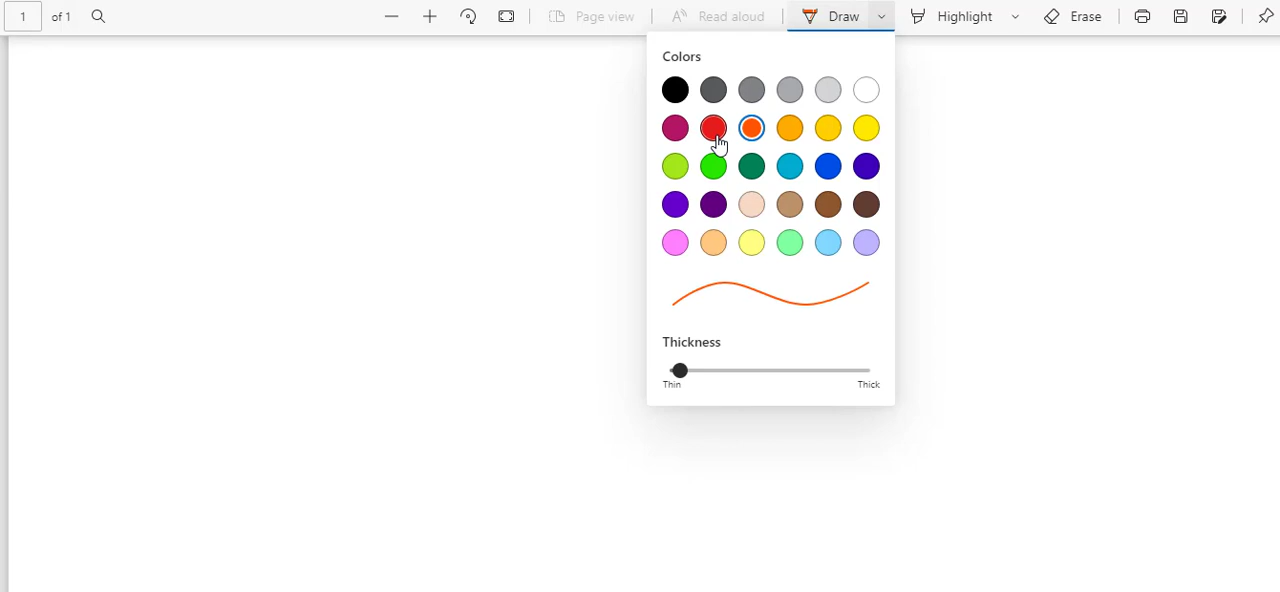 1 of 1 Page view Read aloud Draw Highlight Erase
Colors
Thickness
Thin Thick